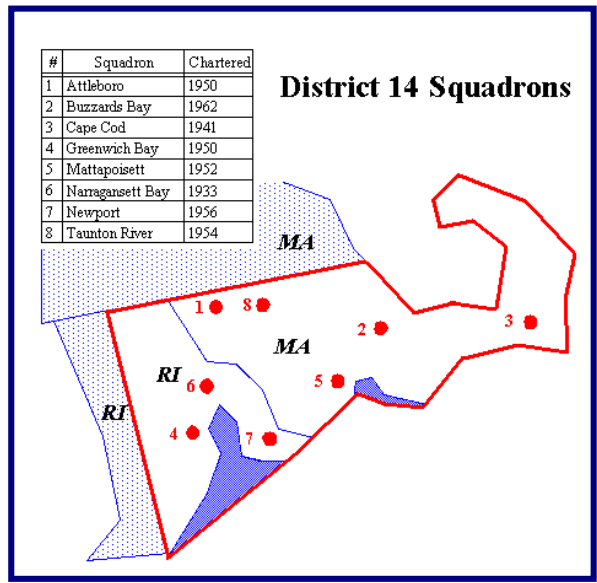 District 14 Squadrons
# Squadron Chartered
1 Attleboro 1950
2 Buzzards Bay 1962
3 Cape Cod 1941
4 Greenwich Bay 1950
5 Mattapoisett 1952
6 Narragansett Bay 1933
7 Newport 1956
8 Taunton River 1954
MA
1 8
2 3
MA
RI
6 5
RI
4 7